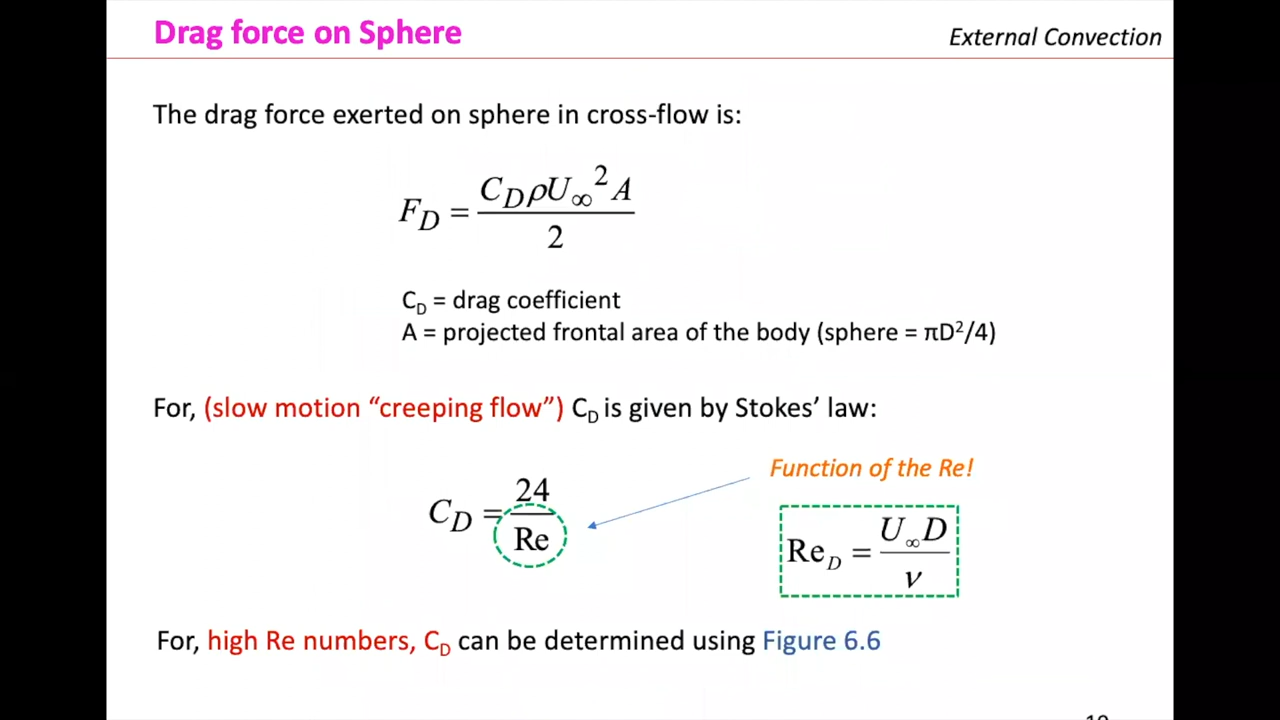 Drag force on Sphere
External Convection
The drag force exerted on sphere in cross-flow is:
F_D = C_D ρU_∞² A / 2
C_D = drag coefficient
A = projected frontal area of the body (sphere = πD²/4)
For, (slow motion “creeping flow”) C_D is given by Stokes’ law:
Function of the Re!
C_D = 24 / Re
Re_D = U_∞ D / ν
For, high Re numbers, C_D can be determined using Figure 6.6